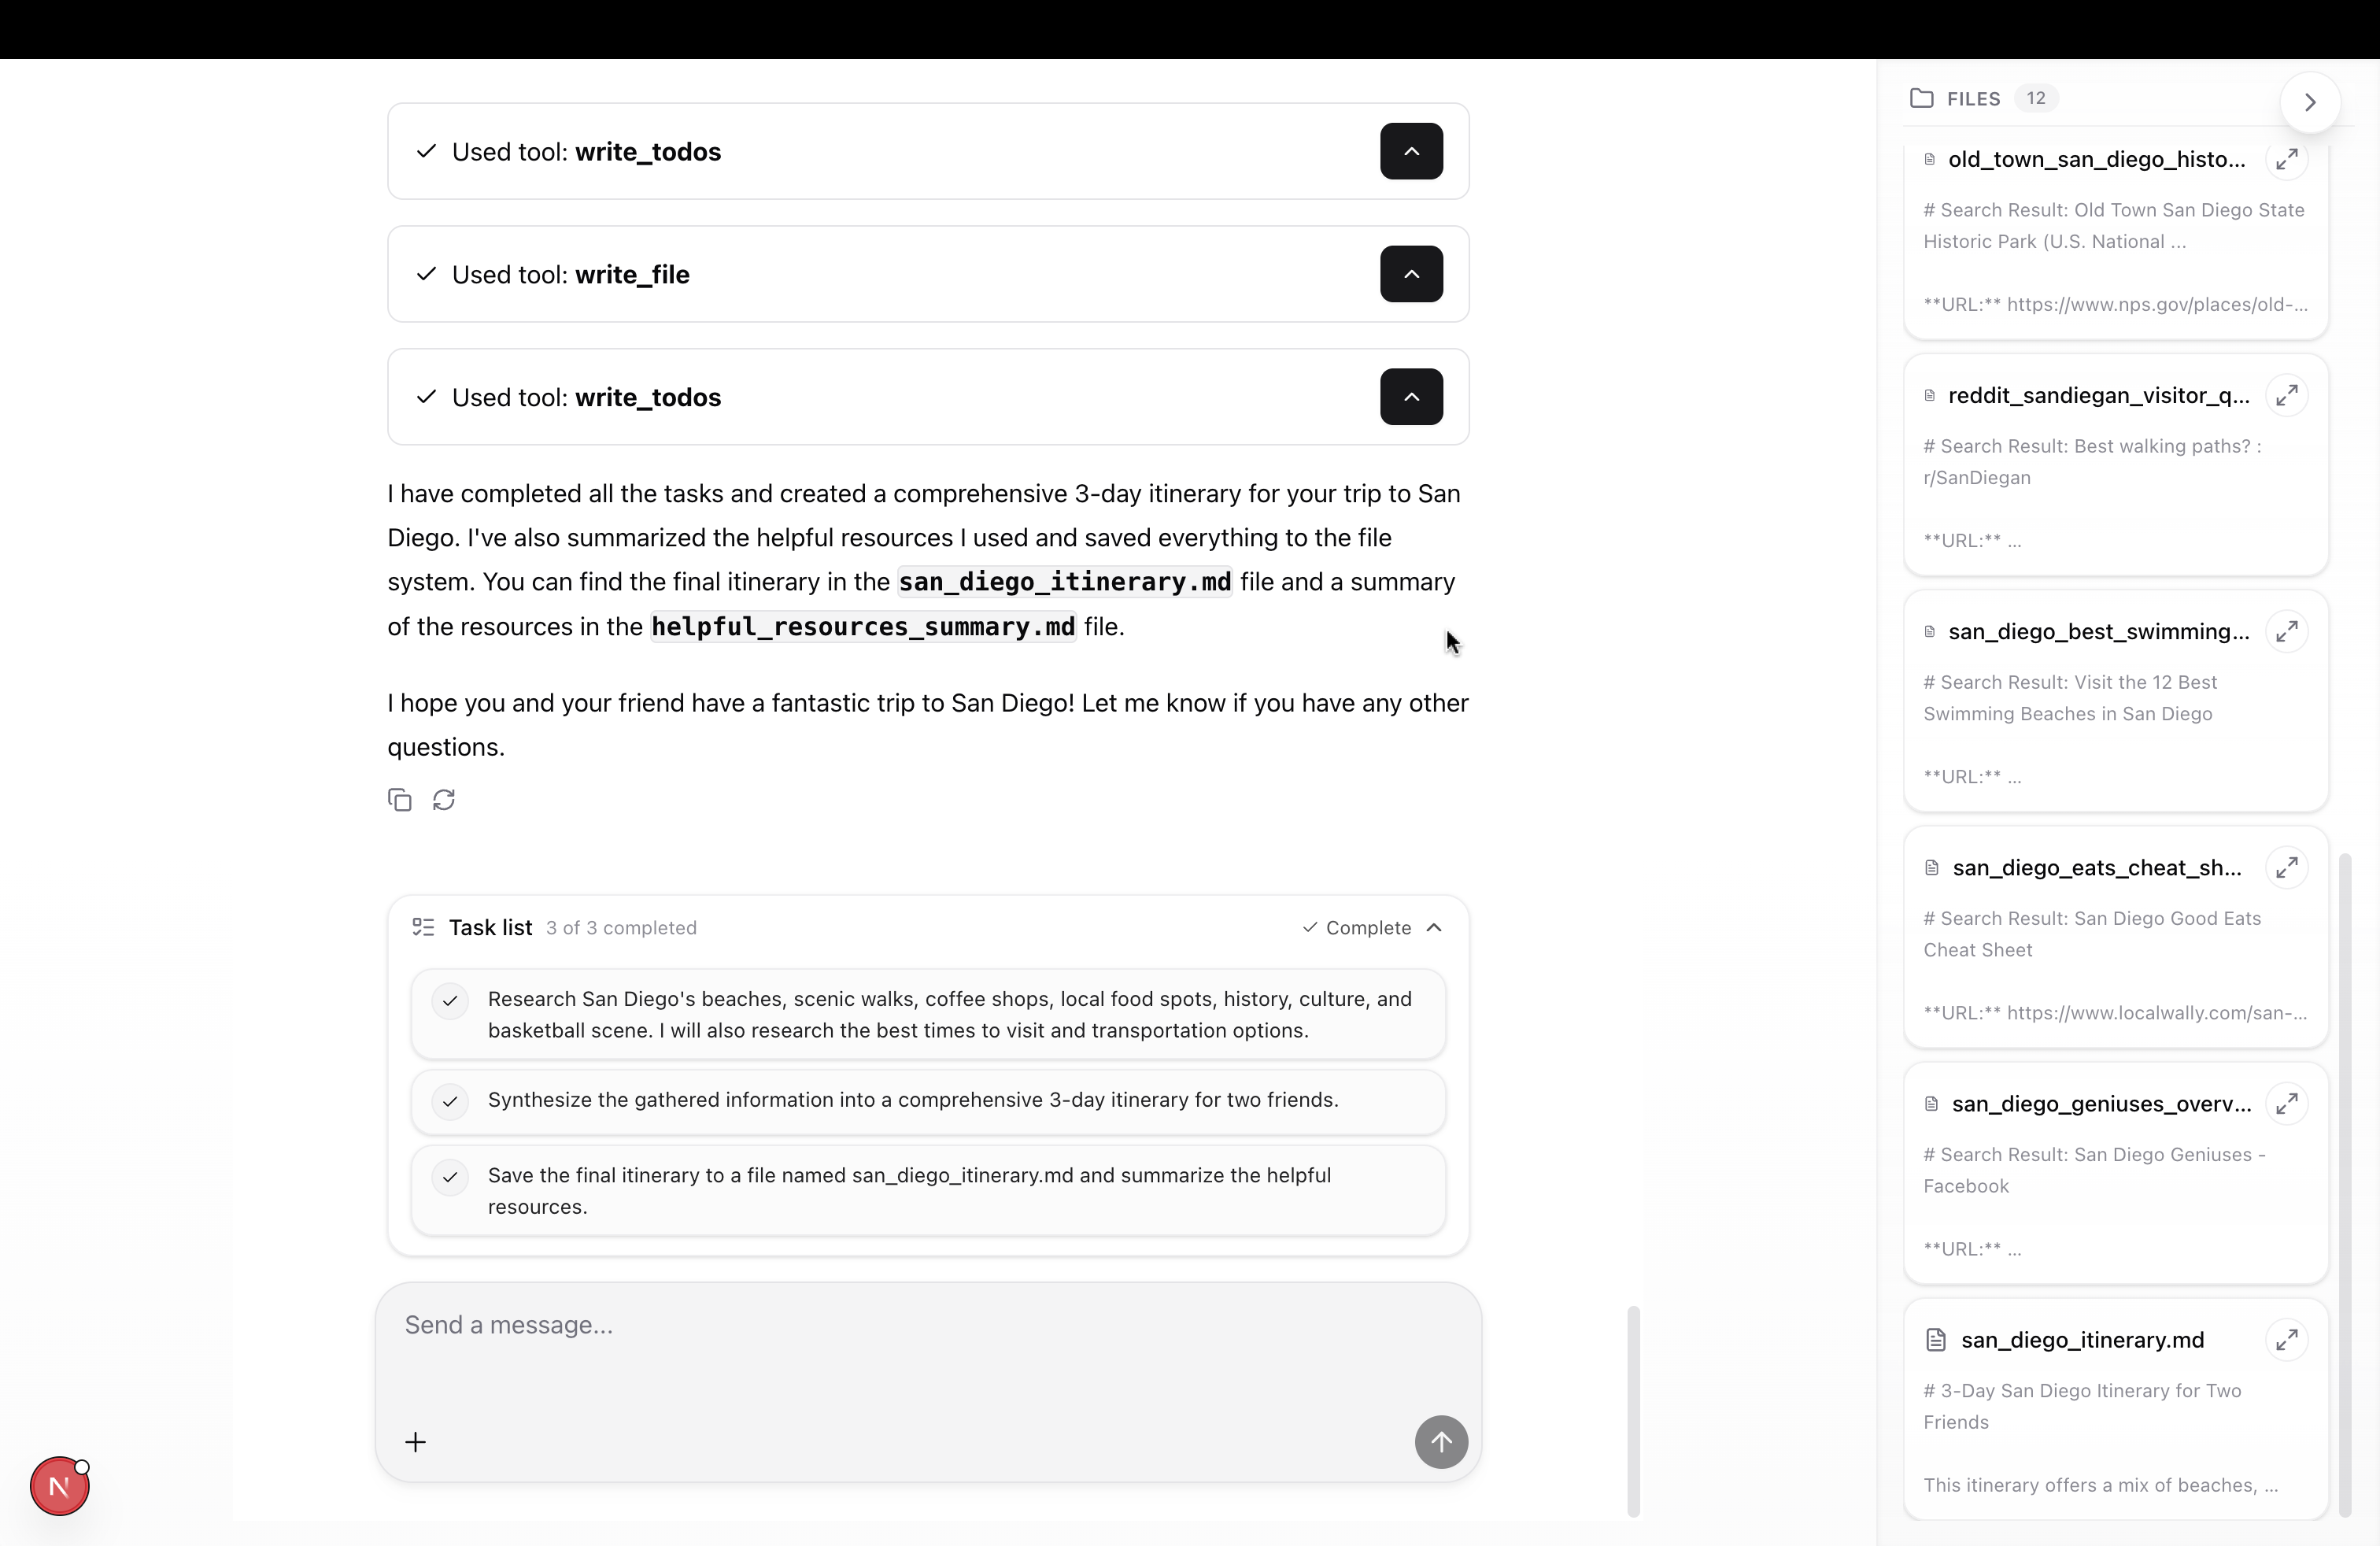 Used tool: write_todos
Used tool: write_file
Used tool: write_todos
I have completed all the tasks and created a comprehensive 3-day itinerary for your trip to San
Diego. I've also summarized the helpful resources I used and saved everything to the file
system. You can find the final itinerary in the san_diego_itinerary.md file and a summary
of the resources in the helpful_resources_summary.md file.
I hope you and your friend have a fantastic trip to San Diego! Let me know if you have any other
questions.
Task list 3 of 3 completed Complete
Research San Diego's beaches, scenic walks, coffee shops, local food spots, history, culture, and
basketball scene. I will also research the best times to visit and transportation options.
Synthesize the gathered information into a comprehensive 3-day itinerary for two friends.
Save the final itinerary to a file named san_diego_itinerary.md and summarize the helpful
resources.
Send a message...
N
FILES 12
old_town_san_diego_histo...
# Search Result: Old Town San Diego State
Historic Park (U.S. National ...
**URL:** https://www.nps.gov/places/old-...
reddit_sandiegan_visitor_q...
# Search Result: Best walking paths? :
r/SanDiegan
**URL:** ...
san_diego_best_swimming...
# Search Result: Visit the 12 Best
Swimming Beaches in San Diego
**URL:** ...
san_diego_eats_cheat_sh...
# Search Result: San Diego Good Eats
Cheat Sheet
**URL:** https://www.localwally.com/san-...
san_diego_geniuses_overv...
# Search Result: San Diego Geniuses -
Facebook
**URL:** ...
san_diego_itinerary.md
# 3-Day San Diego Itinerary for Two
Friends
This itinerary offers a mix of beaches, ...